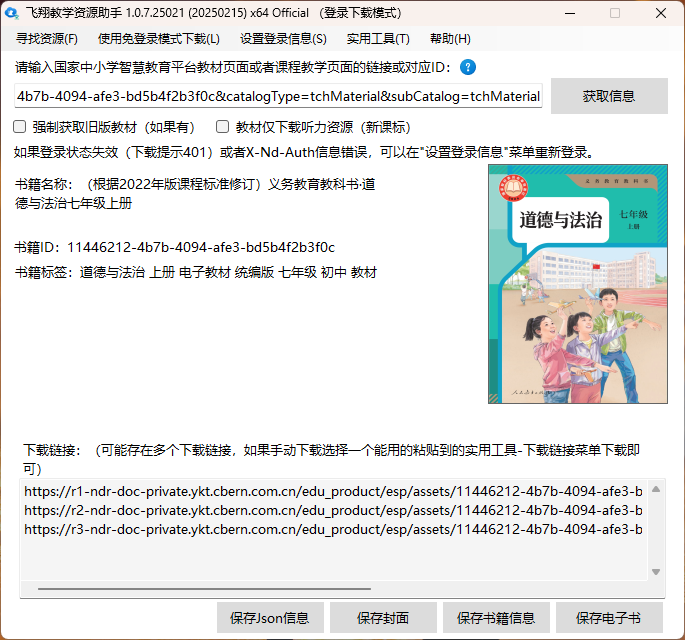 飞翔教学资源助手 1.0.7.25021 (20250215) x64 Official （登录下载模式）
寻找资源(F) 使用免登录模式下载(L) 设置登录信息(S) 实用工具(T) 帮助(H)
请输入国家中小学智慧教育平台教材页面或者课程教学页面的链接或对应ID： ?
4b7b-4094-afe3-bd5b4f2b3f0c&catalogType=tchMaterial&subCatalog=tchMaterial
获取信息
强制获取旧版教材（如果有） 教材仅下载听力资源（新课标）
如果登录状态失效（下载提示401）或者X-Nd-Auth信息错误，可以在"设置登录信息"菜单重新登录。
书籍名称：（根据2022年版课程标准修订）义务教育教科书·道
德与法治七年级上册
书籍ID：11446212-4b7b-4094-afe3-bd5b4f2b3f0c
书籍标签：道德与法治 上册 电子教材 统编版 七年级 初中 教材
义务教育教科书
道德与法治
七年级
上册
人民教育出版社
下载链接：（可能存在多个下载链接，如果手动下载选择一个能用的粘贴到的实用工具-下载链接菜单下载即
可）
https://r1-ndr-doc-private.ykt.cbern.com.cn/edu_product/esp/assets/11446212-4b7b-4094-afe3-b
https://r2-ndr-doc-private.ykt.cbern.com.cn/edu_product/esp/assets/11446212-4b7b-4094-afe3-b
https://r3-ndr-doc-private.ykt.cbern.com.cn/edu_product/esp/assets/11446212-4b7b-4094-afe3-b
保存Json信息 保存封面 保存书籍信息 保存电子书